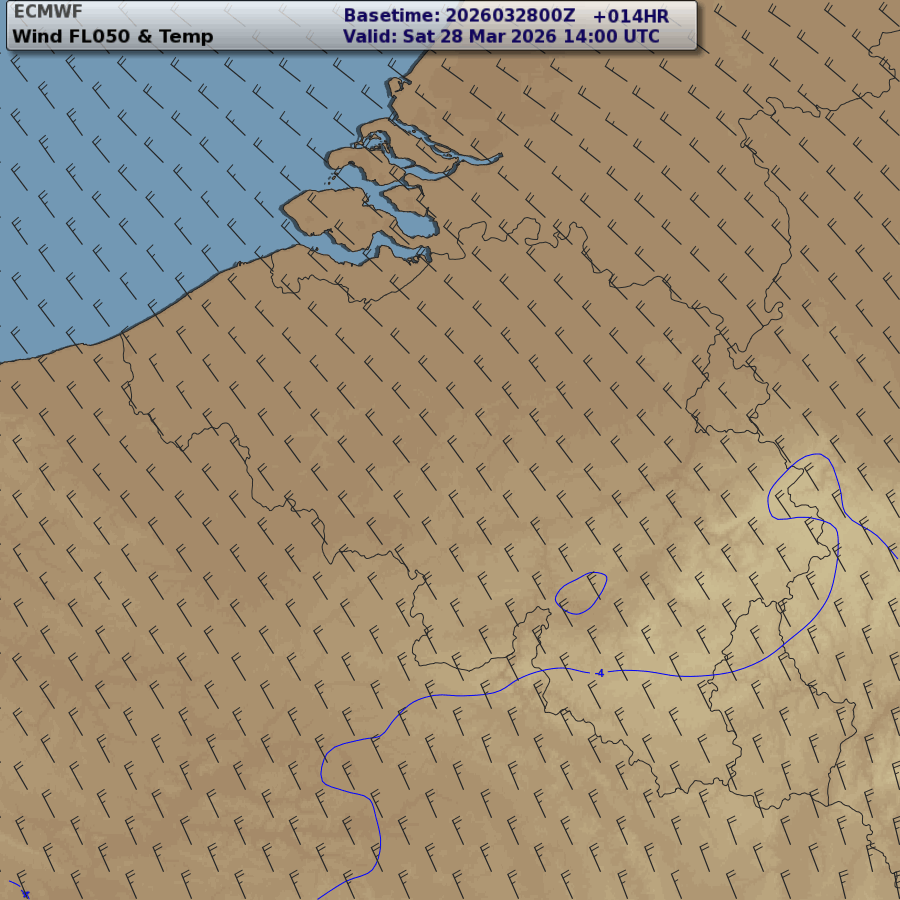 ECMWF
Basetime: 2026032800Z +014HR
Wind FL050 & Temp
Valid: Sat 28 Mar 2026 14:00 UTC
-4